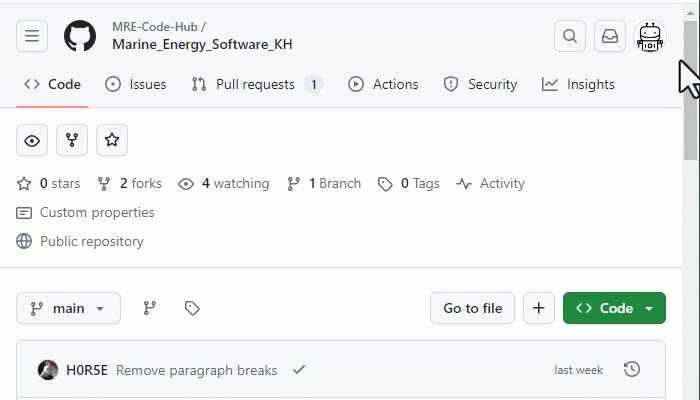 MRE-Code-Hub /
Marine_Energy_Software_KH
Code Issues Pull requests 1 Actions Security Insights
0 stars 2 forks 4 watching 1 Branch 0 Tags Activity
Custom properties
Public repository
main Go to file + Code
H0R5E Remove paragraph breaks last week